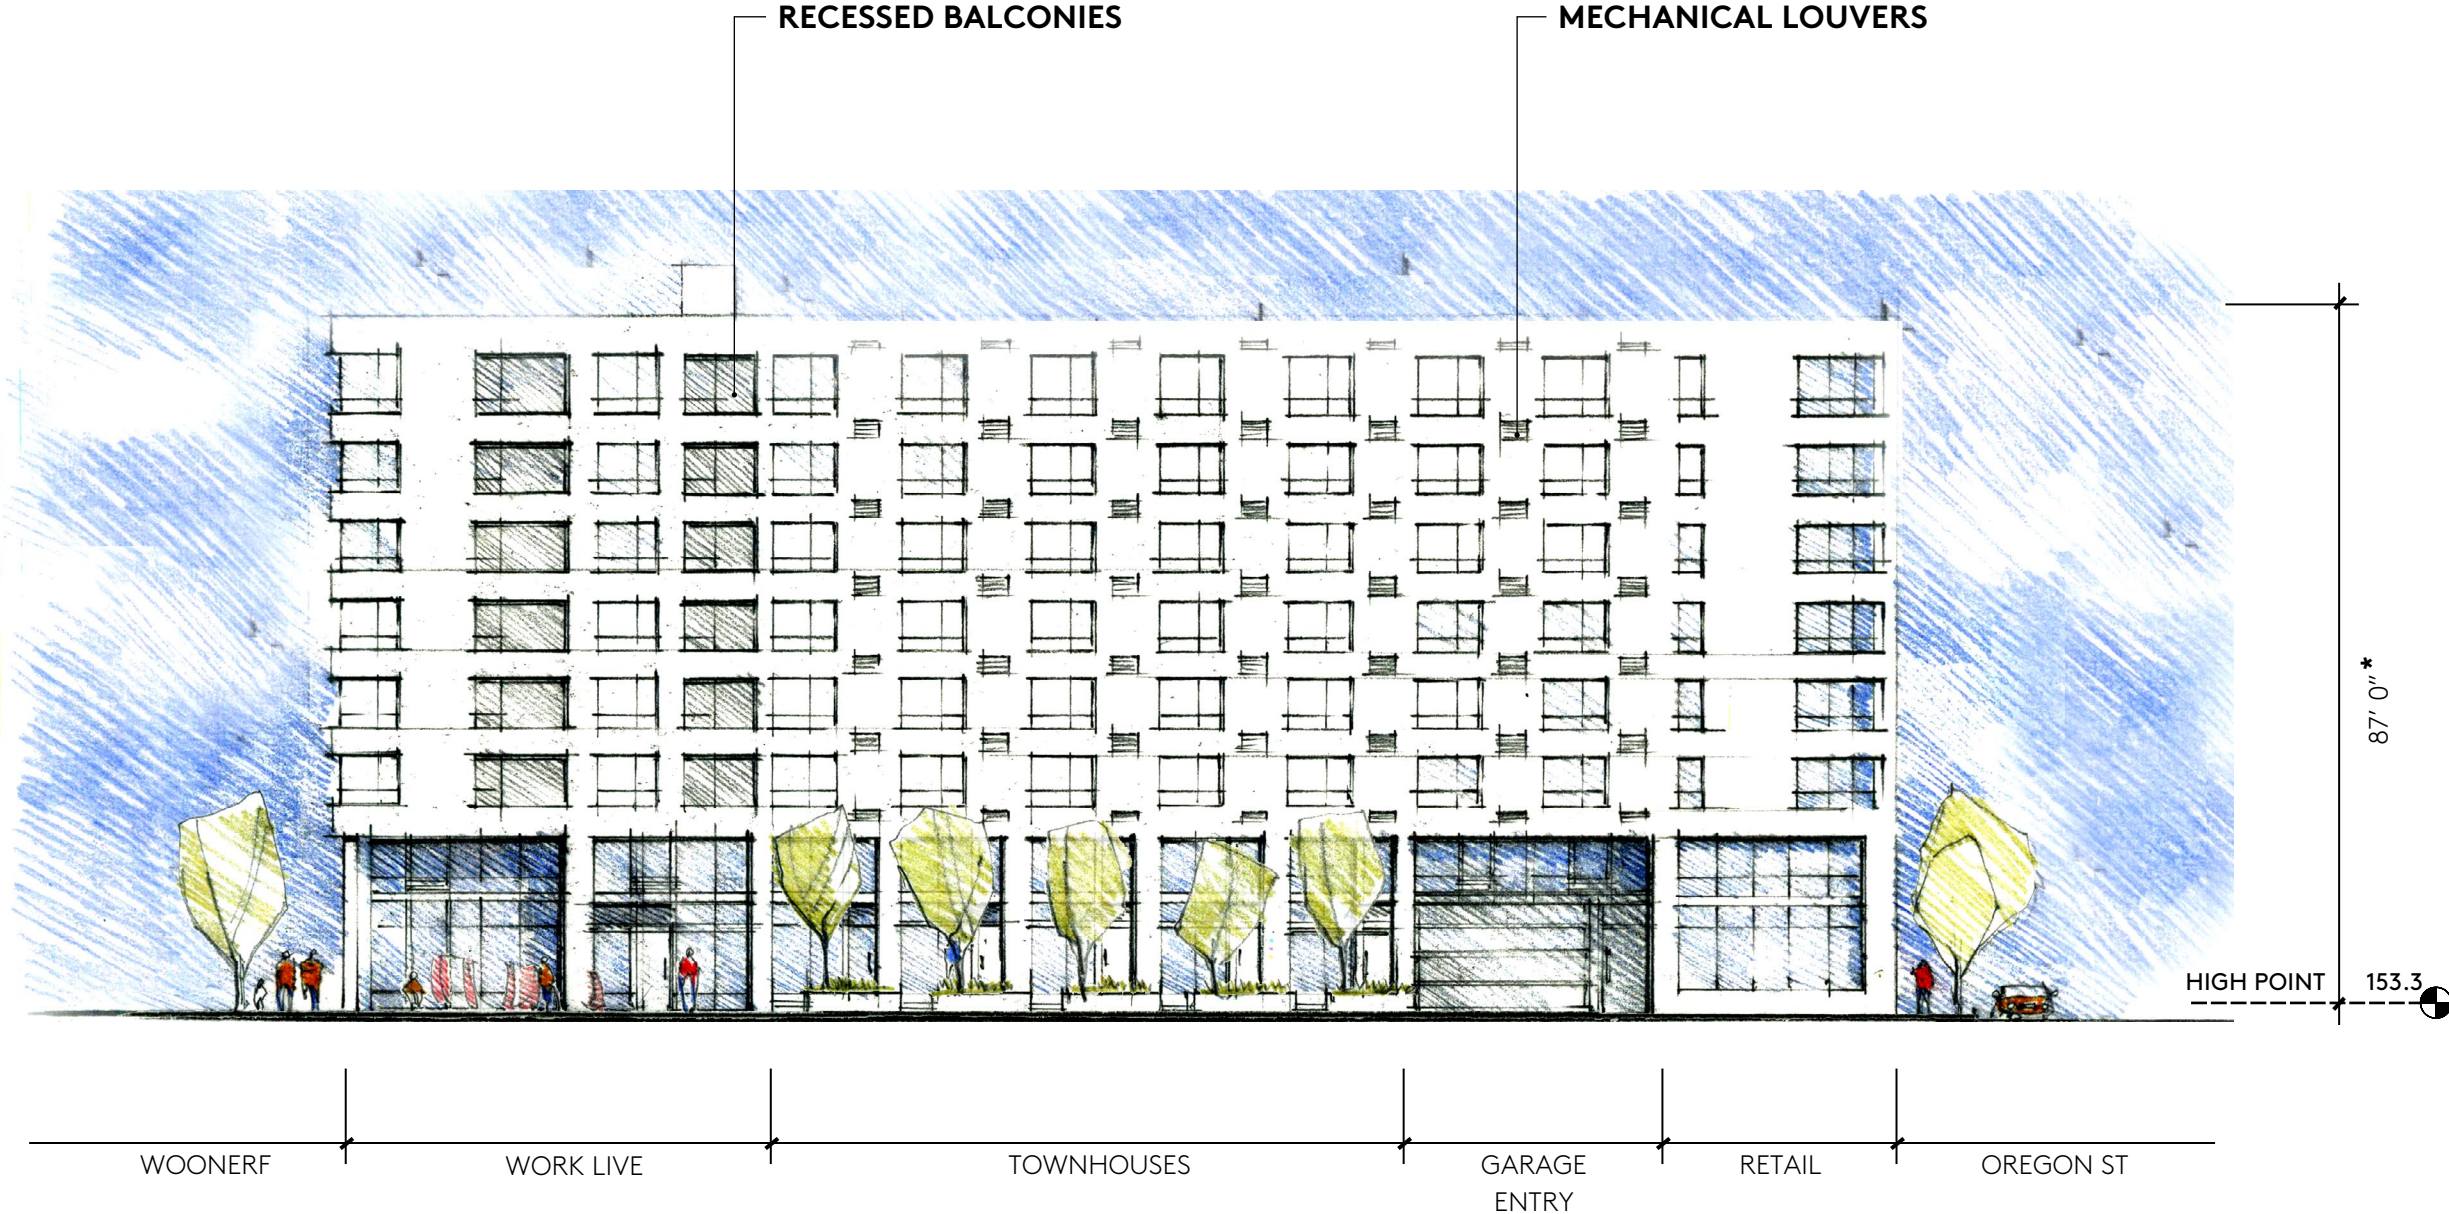 RECESSED BALCONIES
MECHANICAL LOUVERS
87' 0" *
HIGH POINT 153.3
WOONERF
WORK LIVE
TOWNHOUSES
GARAGE
ENTRY
RETAIL
OREGON ST